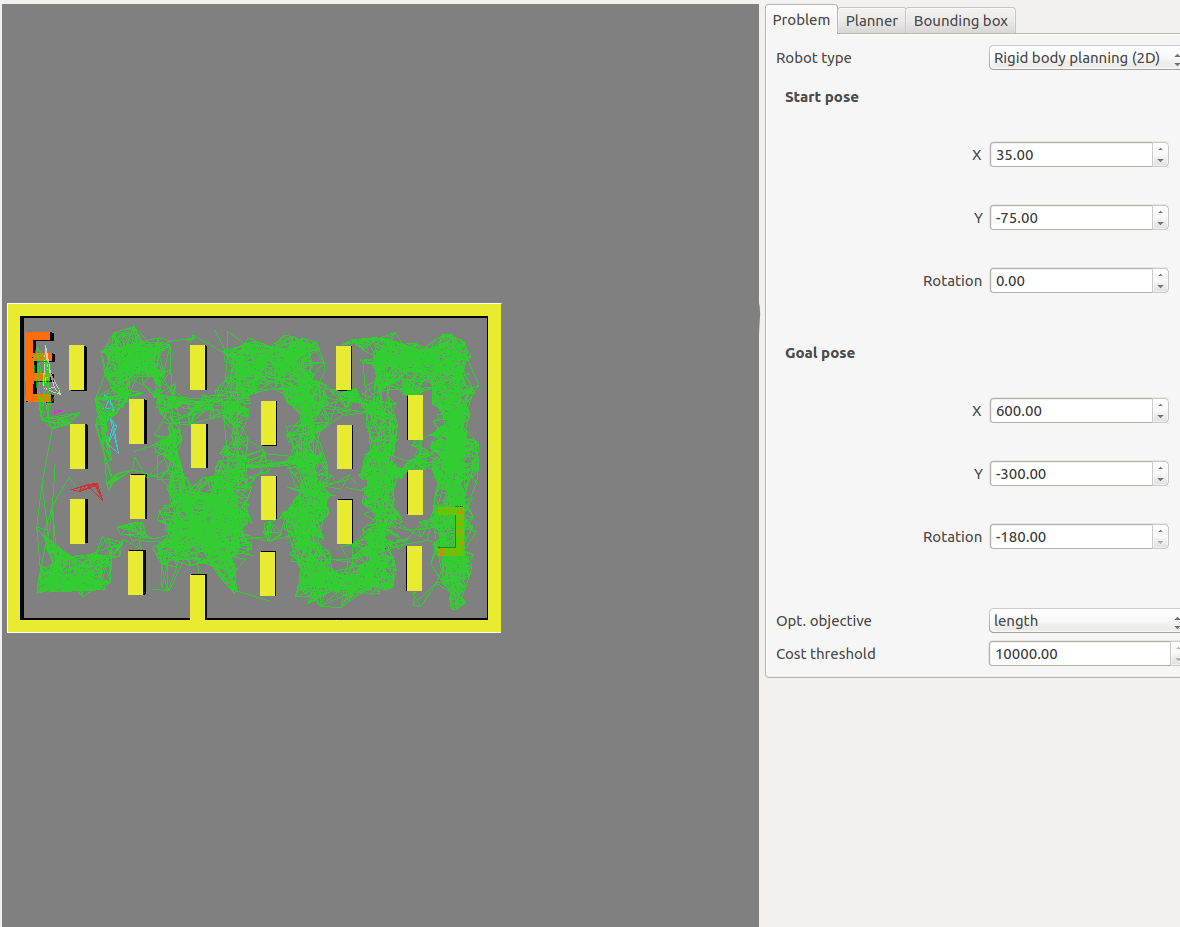 Problem Planner Bounding box
Robot type Rigid body planning (2D)
Start pose
X 35.00
Y -75.00
Rotation 0.00
Goal pose
X 600.00
Y -300.00
Rotation -180.00
Opt. objective length
Cost threshold 10000.00